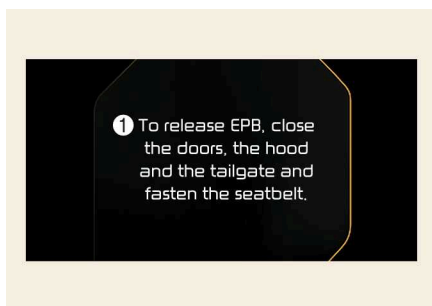 1 To release EPB, close
the doors, the hood
and the tailgate and
fasten the seatbelt.